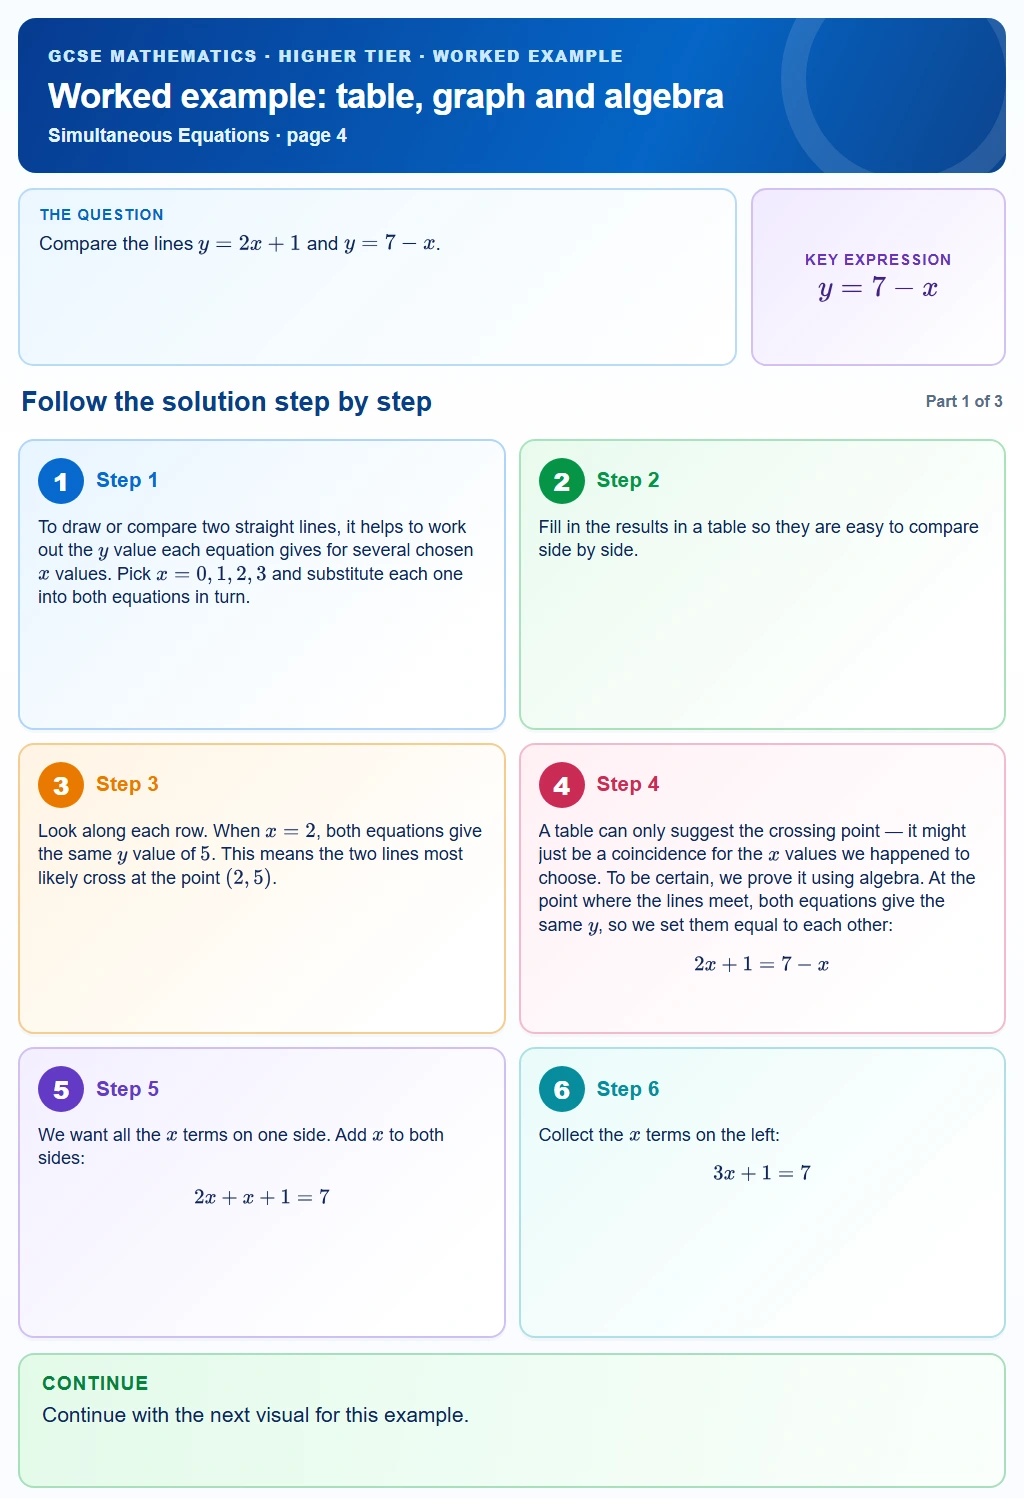 GCSE MATHEMATICS · HIGHER TIER · WORKED EXAMPLE
Worked example: table, graph and algebra
Simultaneous Equations · page 4
THE QUESTION
Compare the lines y = 2x + 1 and y = 7 − x.
KEY EXPRESSION
y = 7 − x
Follow the solution step by step
Part 1 of 3
1 Step 1
To draw or compare two straight lines, it helps to work
out the y value each equation gives for several chosen
x values. Pick x = 0, 1, 2, 3 and substitute each one
into both equations in turn.
2 Step 2
Fill in the results in a table so they are easy to compare
side by side.
3 Step 3
Look along each row. When x = 2, both equations give
the same y value of 5. This means the two lines most
likely cross at the point (2, 5).
4 Step 4
A table can only suggest the crossing point — it might
just be a coincidence for the x values we happened to
choose. To be certain, we prove it using algebra. At the
point where the lines meet, both equations give the
same y, so we set them equal to each other:
2x + 1 = 7 − x
5 Step 5
We want all the x terms on one side. Add x to both
sides:
2x + x + 1 = 7
6 Step 6
Collect the x terms on the left:
3x + 1 = 7
CONTINUE
Continue with the next visual for this example.